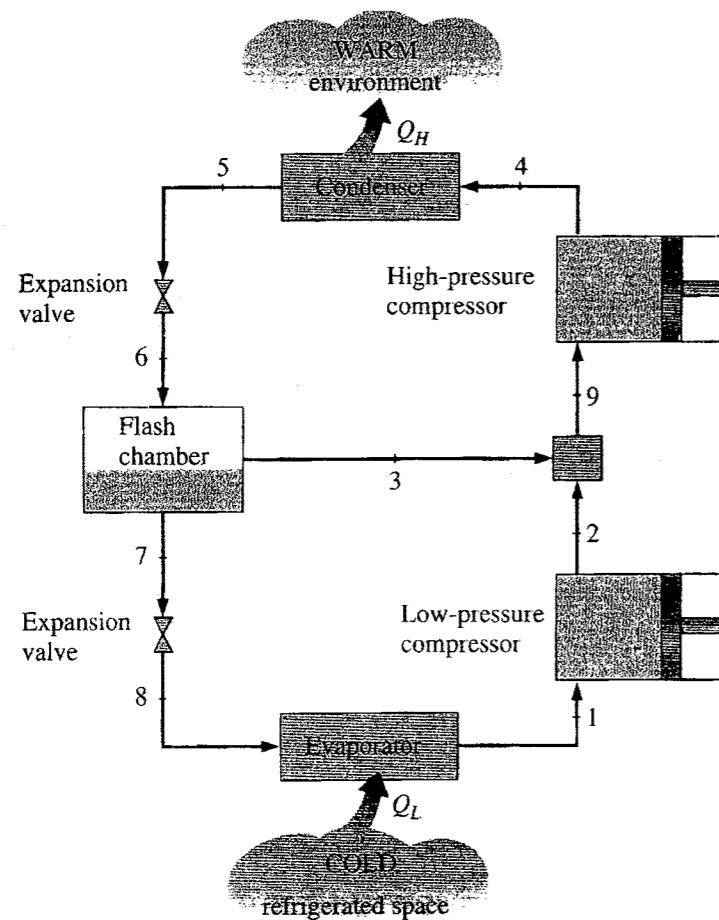 WARM
environment
Q_H
5
4
Condenser
Expansion
valve
High-pressure
compressor
6
9
Flash
chamber
3
7
2
Expansion
valve
Low-pressure
compressor
8
1
Evaporator
Q_L
COLD
refrigerated space